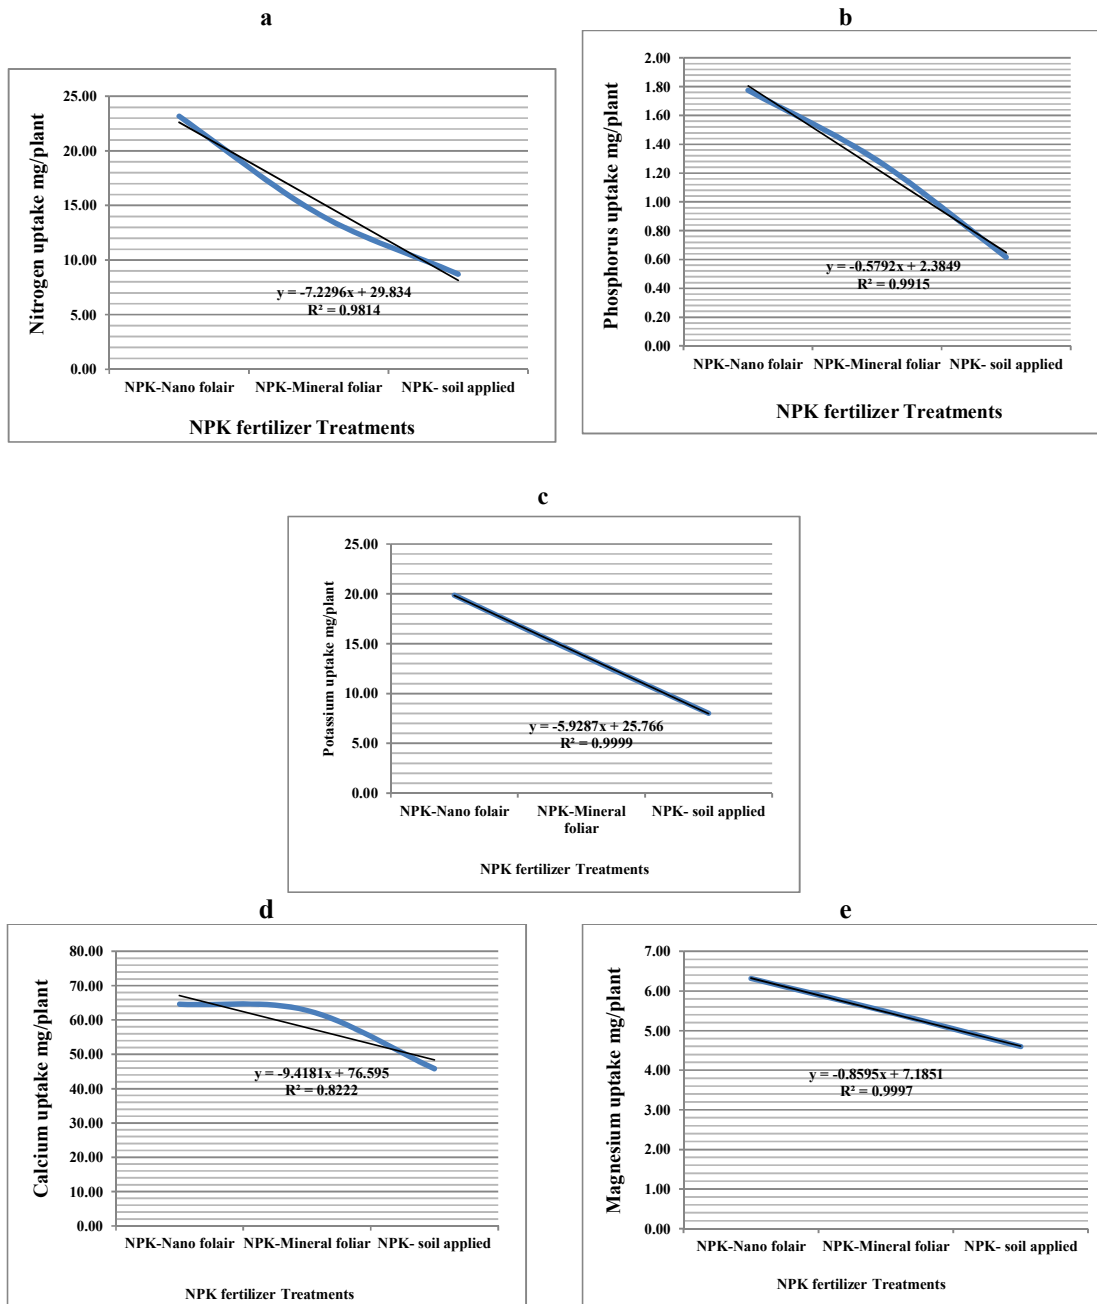 a
25.00
20.00
15.00
10.00
5.00
0.00
Nitrogen uptake mg/plant
y = -7.2296x + 29.834
R² = 0.9814
NPK-Nano folair NPK-Mineral foliar NPK- soil applied
NPK fertilizer Treatments
b
2.00
1.80
1.60
1.40
1.20
1.00
0.80
0.60
0.40
0.20
0.00
Phosphorus uptake mg/plant
y = -0.5792x + 2.3849
R² = 0.9915
NPK-Nano folair NPK-Mineral foliar NPK- soil applied
NPK fertilizer Treatments
c
25.00
20.00
15.00
10.00
5.00
0.00
Potassium uptake mg/plant
y = -5.9287x + 25.766
R² = 0.9999
NPK-Nano folair NPK-Mineral NPK- soil applied
foliar
NPK fertilizer Treatments
d
80.00
70.00
60.00
50.00
40.00
30.00
20.00
10.00
0.00
Calcium uptake mg/plant
y = -9.4181x + 76.595
R² = 0.8222
NPK-Nano folair NPK-Mineral foliar NPK- soil applied
NPK fertilizer Treatments
e
7.00
6.00
5.00
4.00
3.00
2.00
1.00
0.00
Magnesium uptake mg/plant
y = -0.8595x + 7.1851
R² = 0.9997
NPK-Nano folair NPK-Mineral foliar NPK- soil applied
NPK fertilizer Treatments